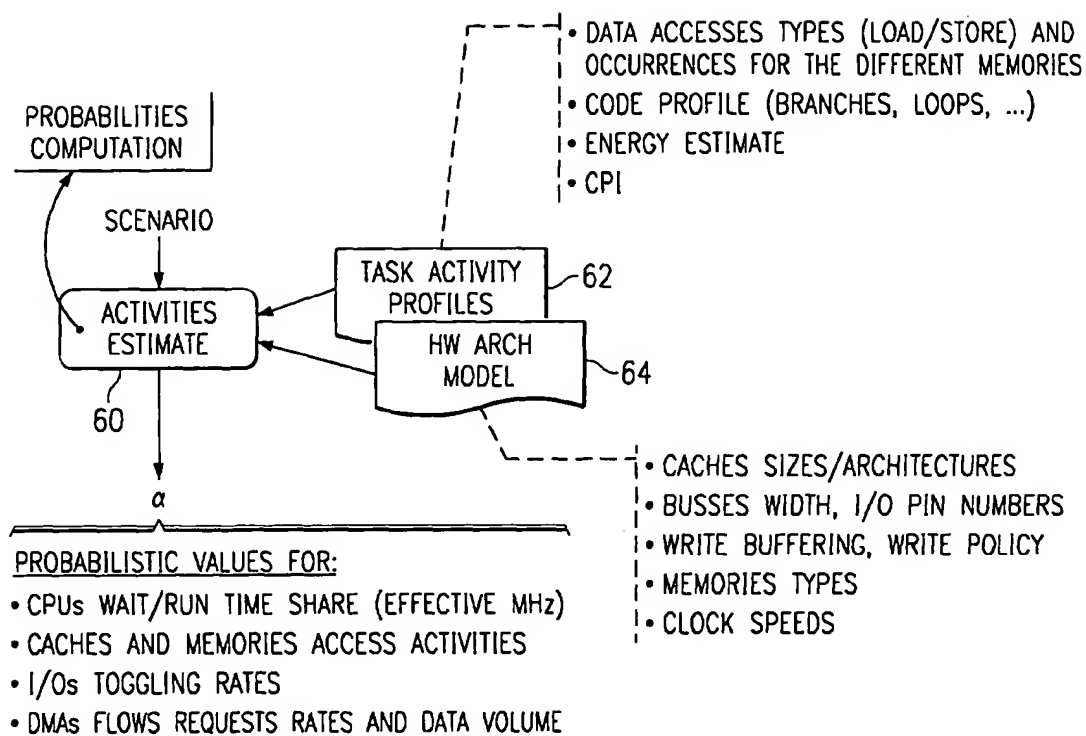 • DATA ACCESSES TYPES (LOAD/STORE) AND
OCCURRENCES FOR THE DIFFERENT MEMORIES
• CODE PROFILE (BRANCHES, LOOPS, ...)
• ENERGY ESTIMATE
• CPI
PROBABILITIES
COMPUTATION
SCENARIO
TASK ACTIVITY
PROFILES
62
ACTIVITIES
ESTIMATE
60
HW ARCH
MODEL
64
• CACHES SIZES/ARCHITECTURES
• BUSSES WIDTH, I/O PIN NUMBERS
• WRITE BUFFERING, WRITE POLICY
• MEMORIES TYPES
• CLOCK SPEEDS
α
PROBABILISTIC VALUES FOR:
• CPUs WAIT/RUN TIME SHARE (EFFECTIVE MHz)
• CACHES AND MEMORIES ACCESS ACTIVITIES
• I/Os TOGGLING RATES
• DMAs FLOWS REQUESTS RATES AND DATA VOLUME